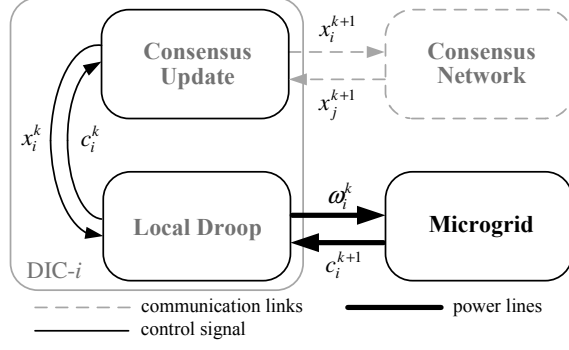 Consensus
Update
x_i^{k+1}
x_j^{k+1}
Consensus
Network
x_i^k
c_i^k
Local Droop
ω_i^k
c_i^{k+1}
Microgrid
DIC-i
communication links
power lines
control signal